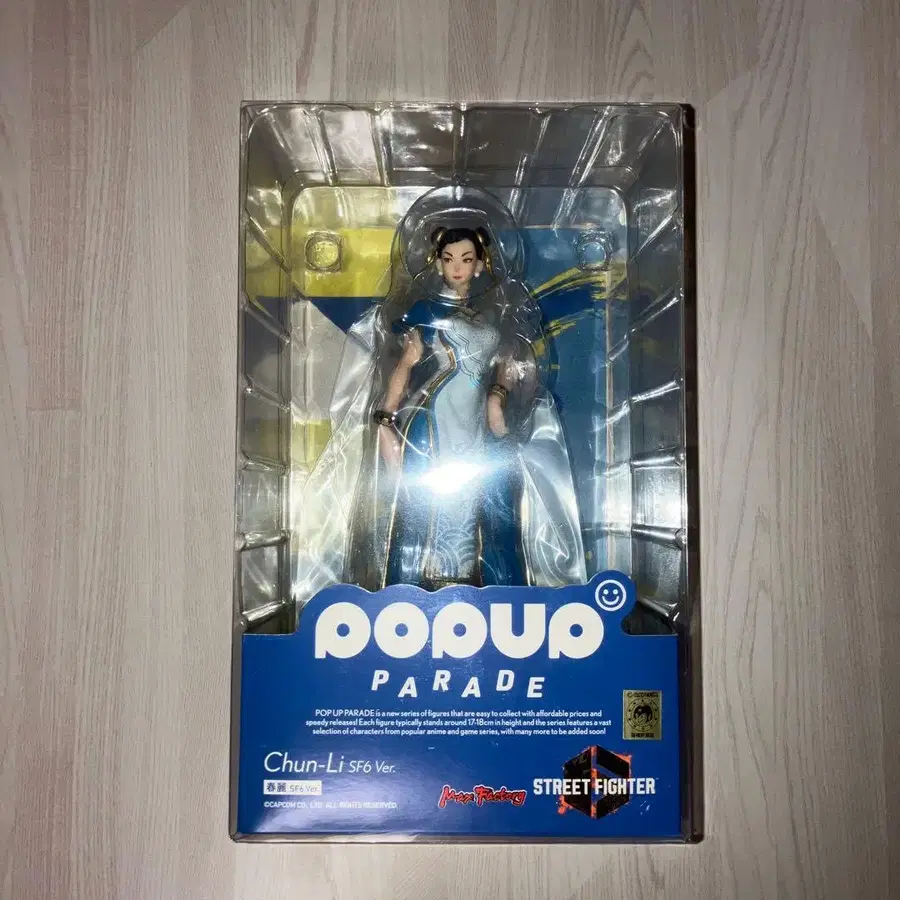 POPUP
PARADE
POP UP PARADE is a new series of figures that are easy to collect with affordable prices and
speedy releases! Each figure typically stands around 17-18cm in height and the series features a vast
selection of characters from popular anime and game series, with many more to be added soon!
Chun-Li SF6 Ver.
春麗 SF6 Ver.
©CAPCOM CO., LTD. ALL RIGHTS RESERVED.
Max Factory
STREET FIGHTER 6